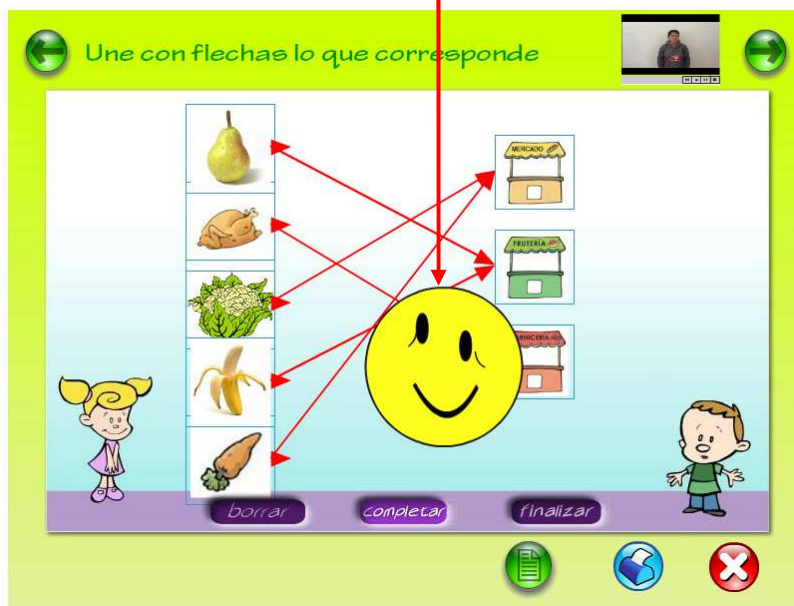 Une con flechas lo que corresponde
MERCADO
FRUTERÍA
borrar
completar
finalizar